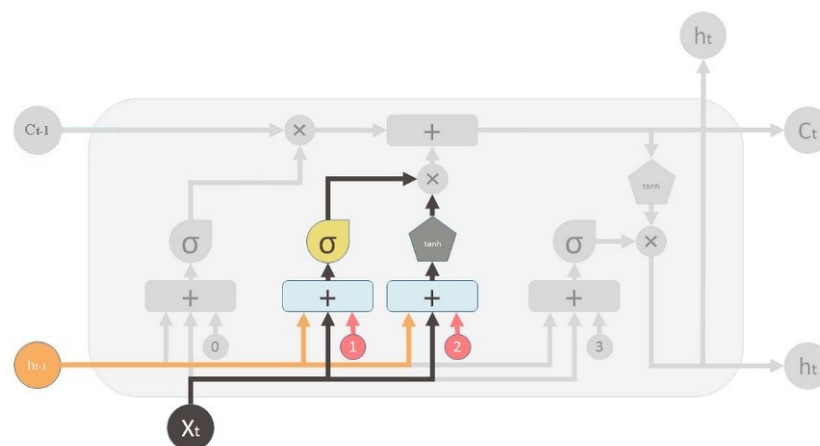 hₜ
Cₜ₋₁
×
+
Cₜ
tanh
×
σ
σ
tanh
σ
×
+
+
+
+
0
1
2
3
hₜ₋₁
hₜ
Xₜ